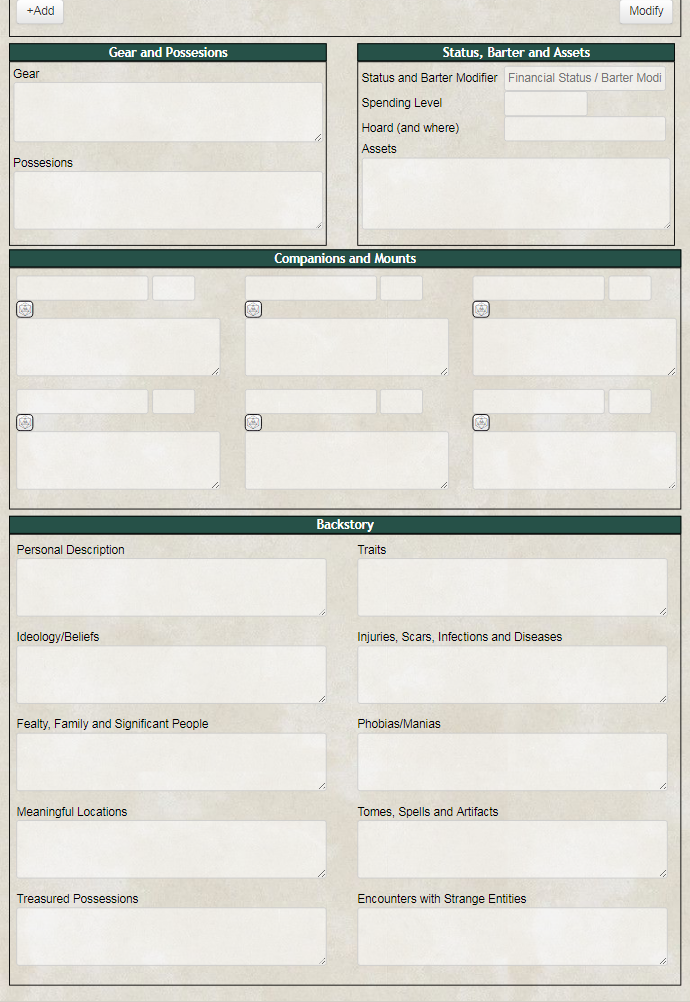 +Add
Modify
Gear and Possesions
Gear
Possesions
Status, Barter and Assets
Status and Barter Modifier
Financial Status / Barter Modi
Spending Level
Hoard (and where)
Assets
Companions and Mounts
Backstory
Personal Description
Traits
Ideology/Beliefs
Injuries, Scars, Infections and Diseases
Fealty, Family and Significant People
Phobias/Manias
Meaningful Locations
Tomes, Spells and Artifacts
Treasured Possessions
Encounters with Strange Entities